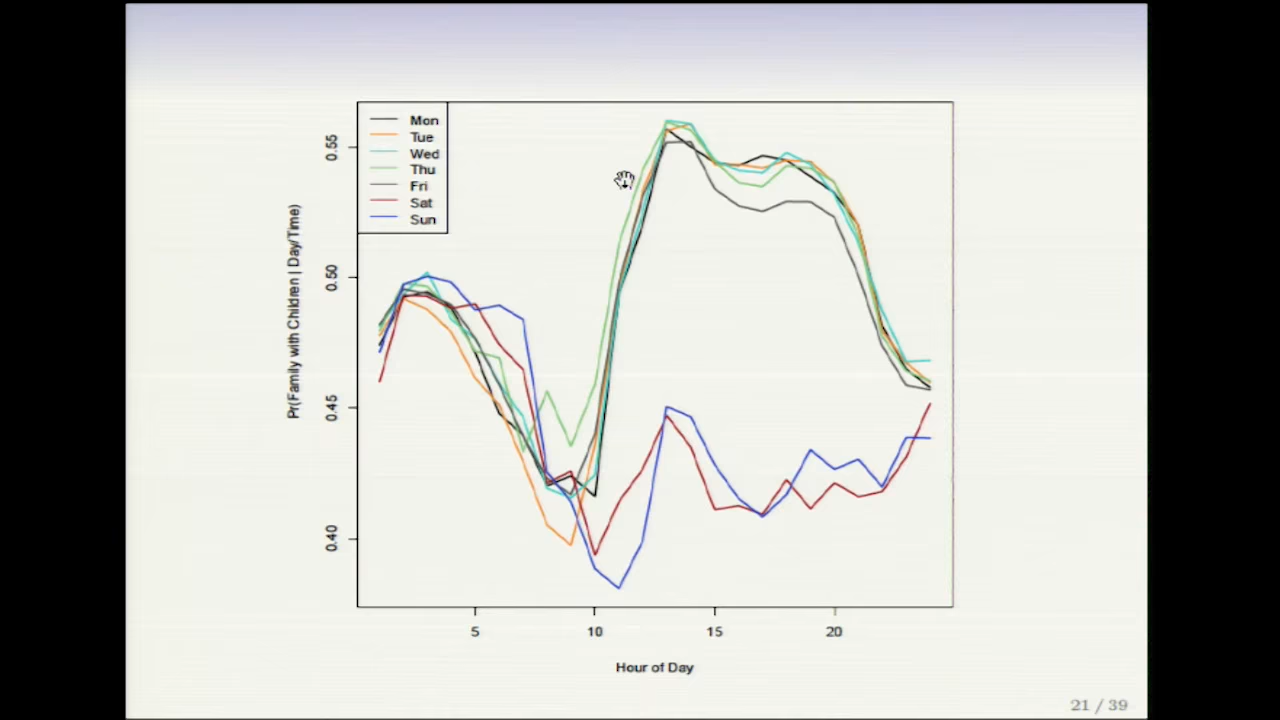 Mon
Tue
Wed
Thu
Fri
Sat
Sun
Pr(Family with Children | Day/Time)
0.55
0.50
0.45
0.40
5 10 15 20
Hour of Day
21 / 39